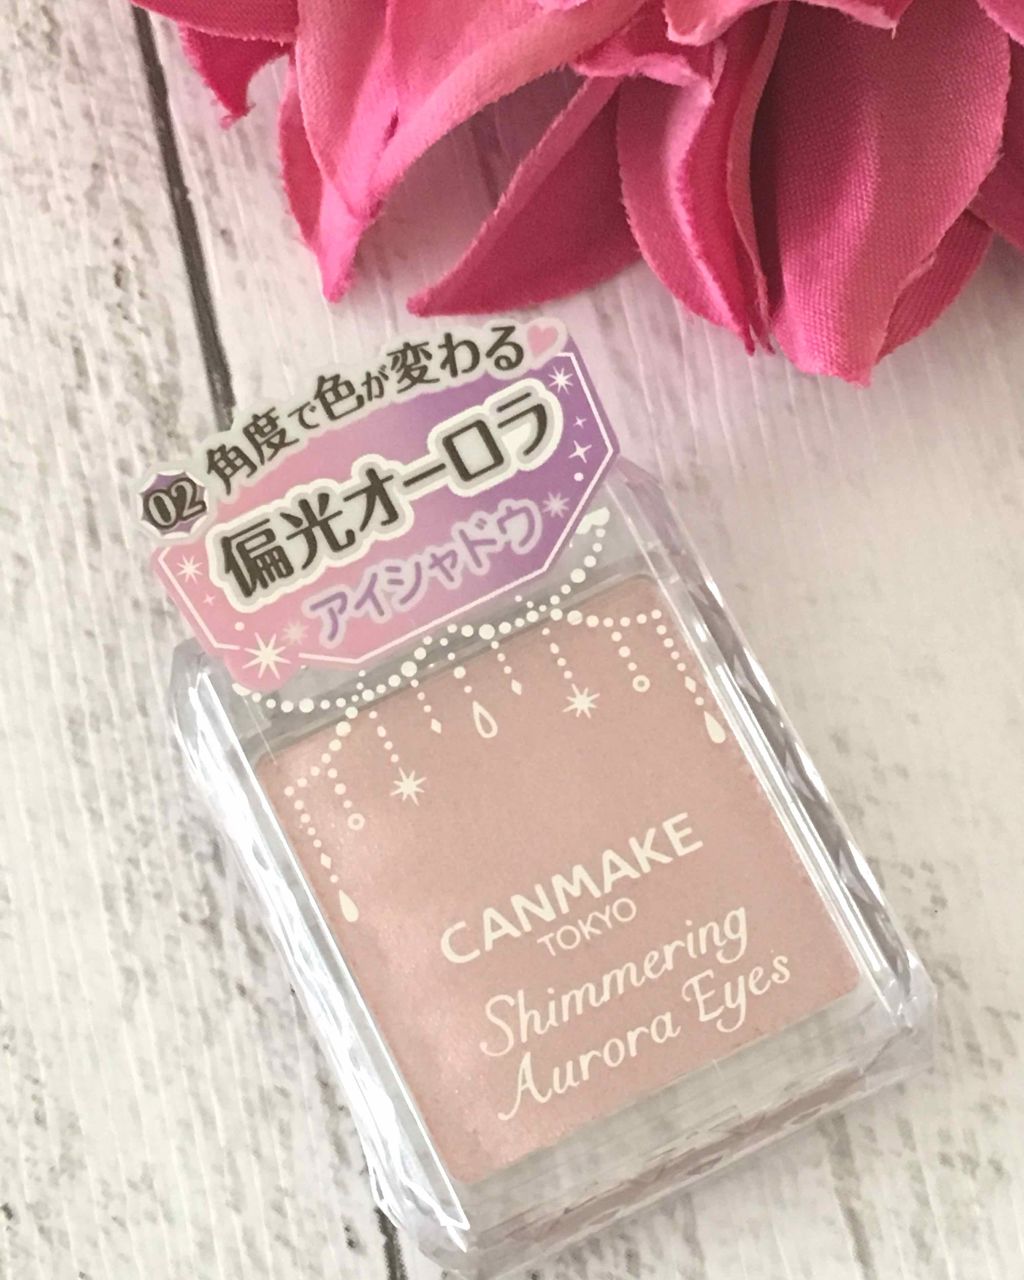 角度で色が変わる
02
偏光オーロラ
アイシャドウ
CANMAKE
TOKYO
Shimmering
Aurora Eyes